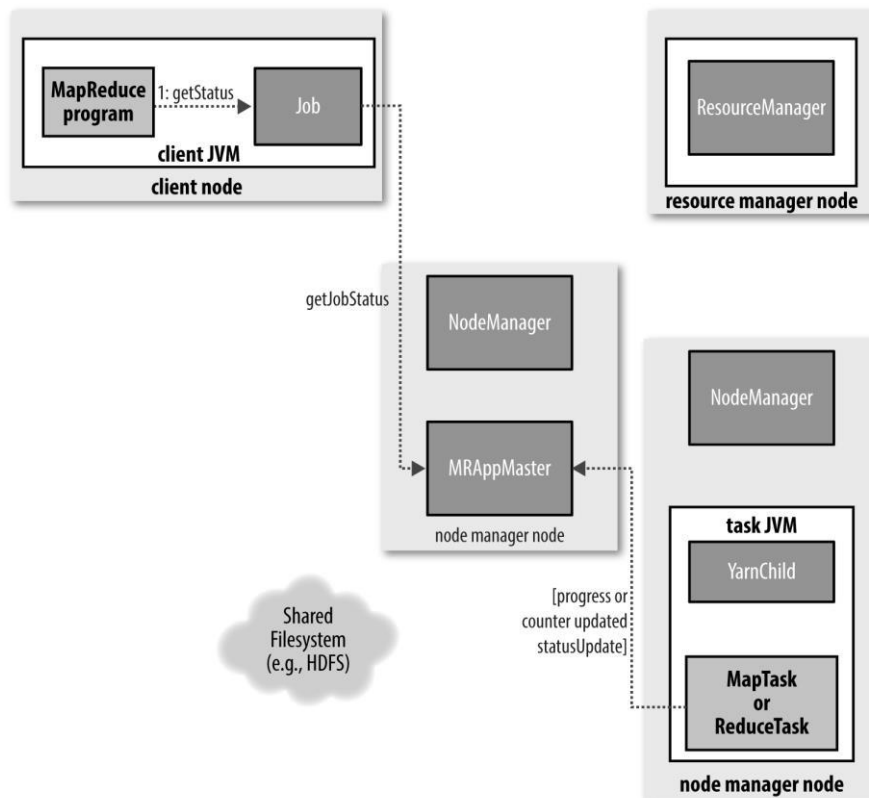 MapReduce
program
1: getStatus
Job
client JVM
client node
ResourceManager
resource manager node
getJobStatus
NodeManager
MRAppMaster
node manager node
NodeManager
task JVM
YarnChild
[progress or
counter updated
statusUpdate]
MapTask
or
ReduceTask
node manager node
Shared
Filesystem
(e.g., HDFS)